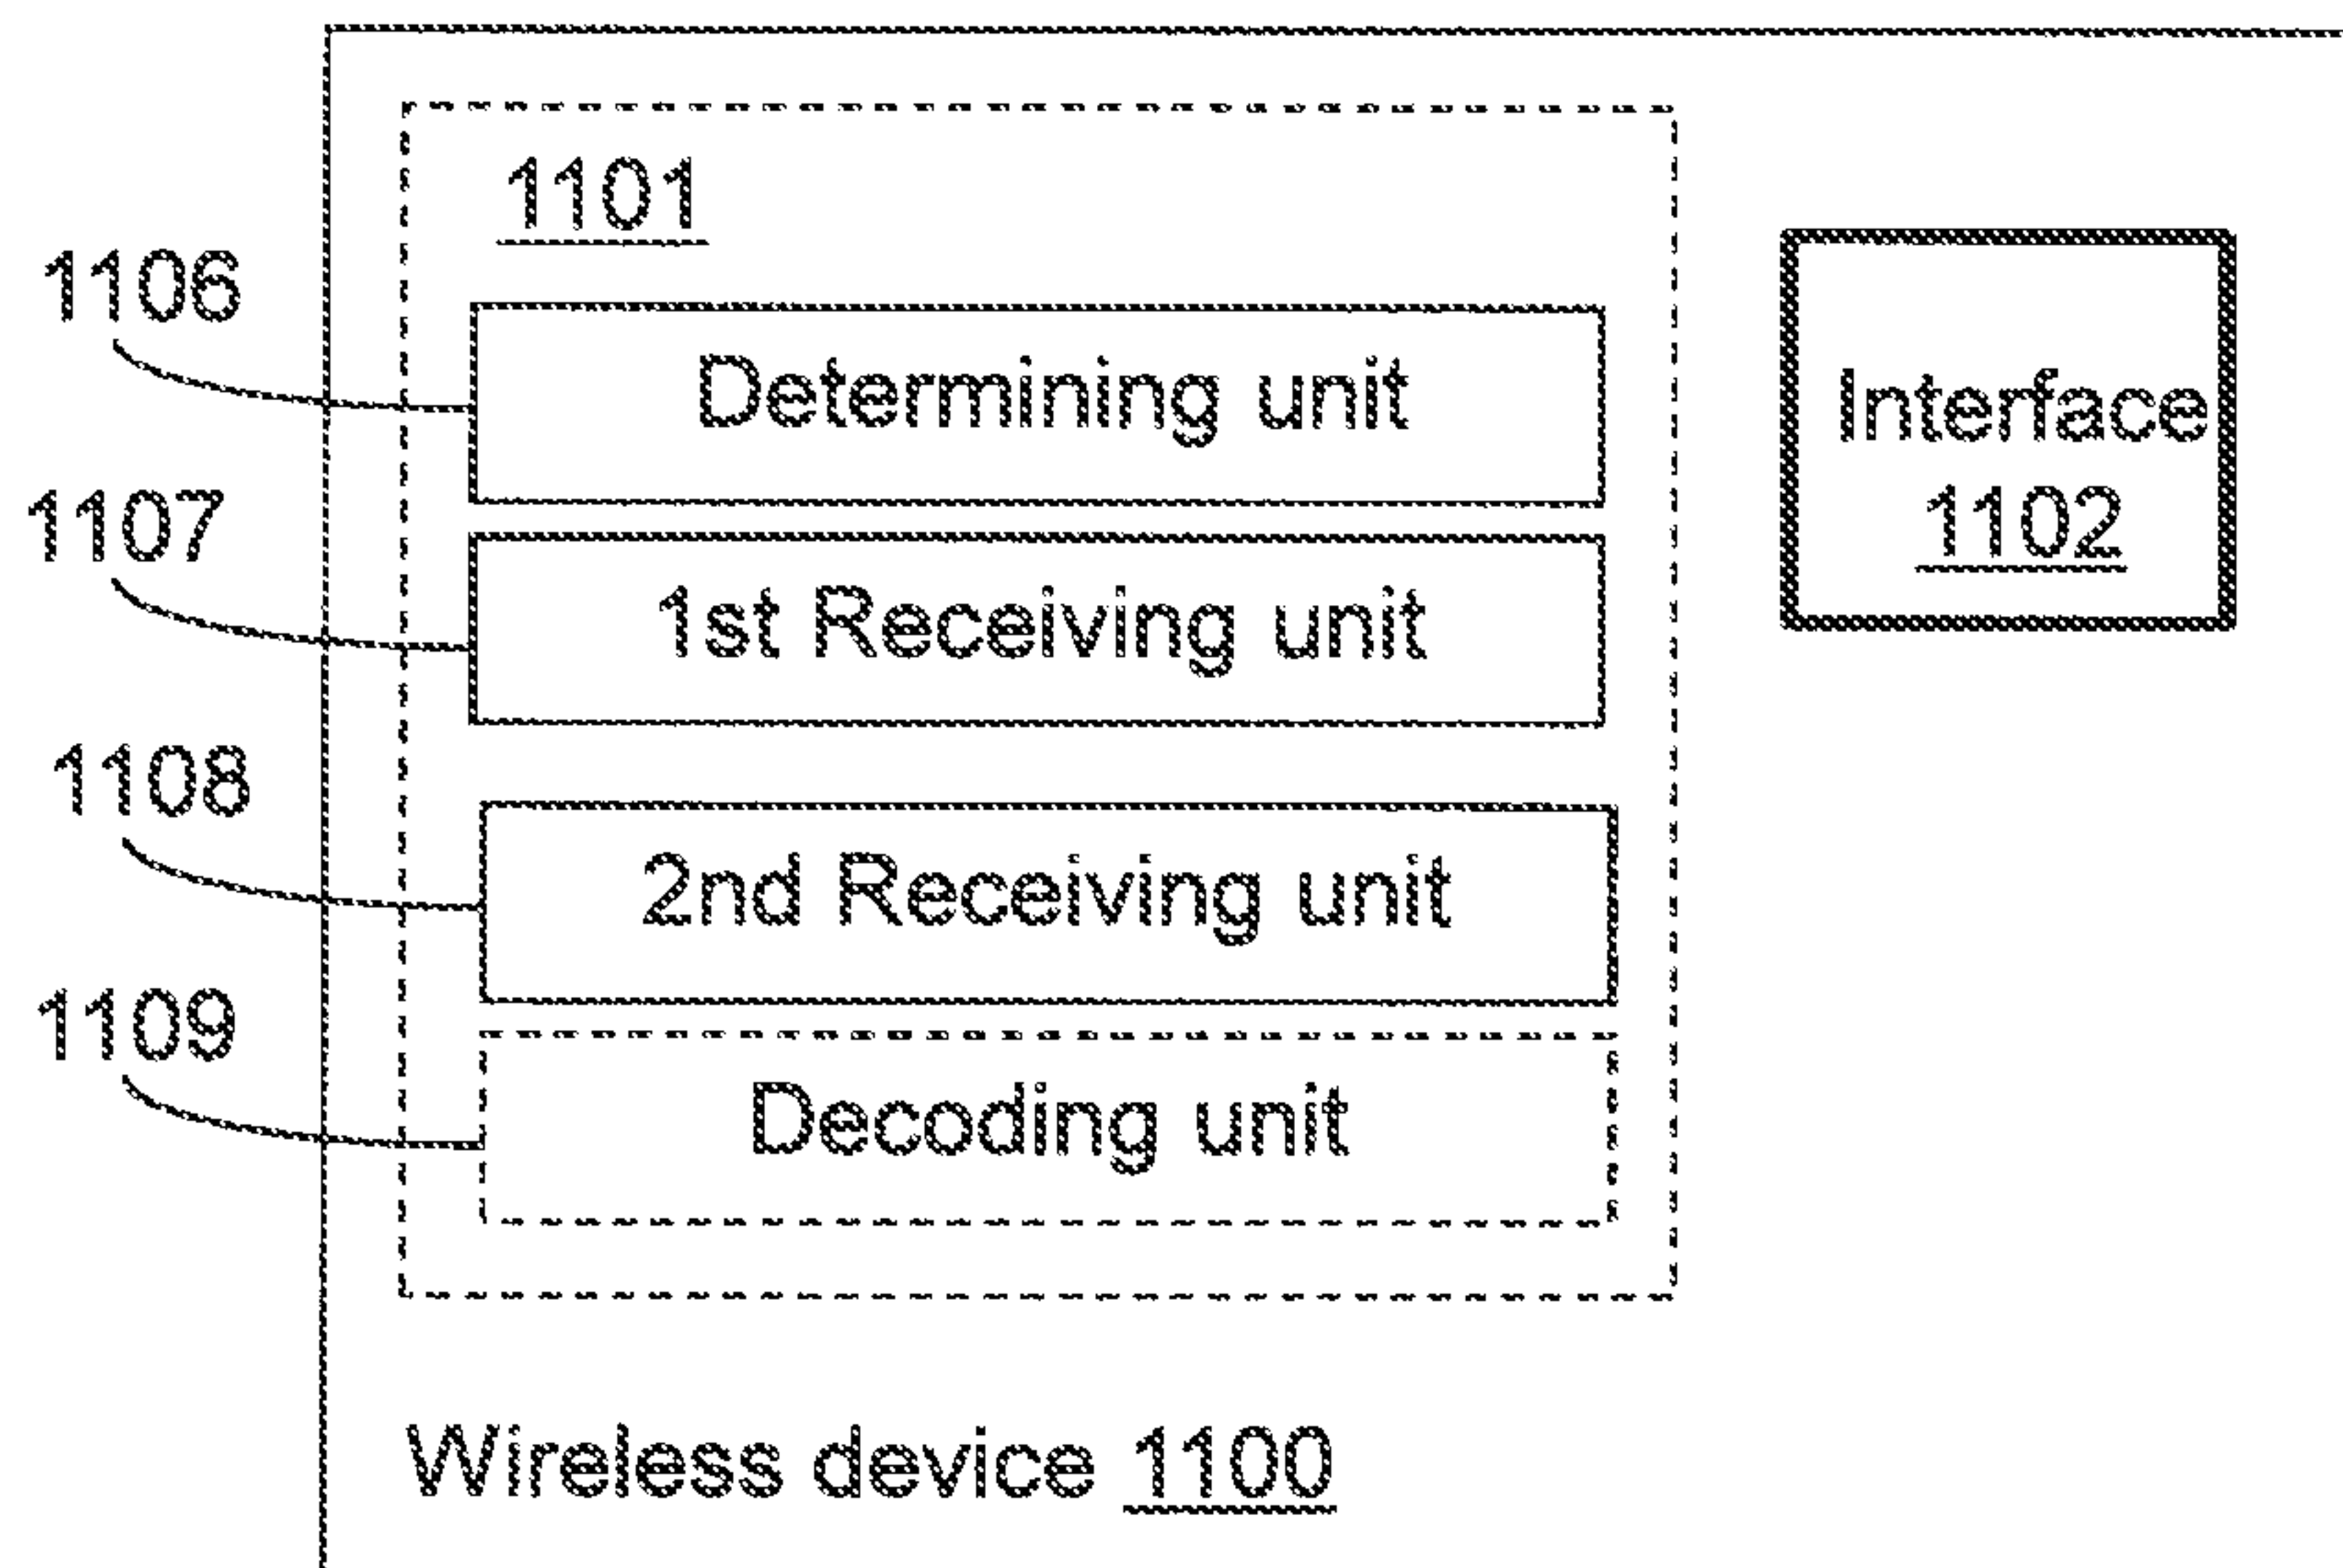 1101
1106
Determining unit
Interface
1102
1107
1st Receiving unit
1108
2nd Receiving unit
1109
Decoding unit
Wireless device 1100